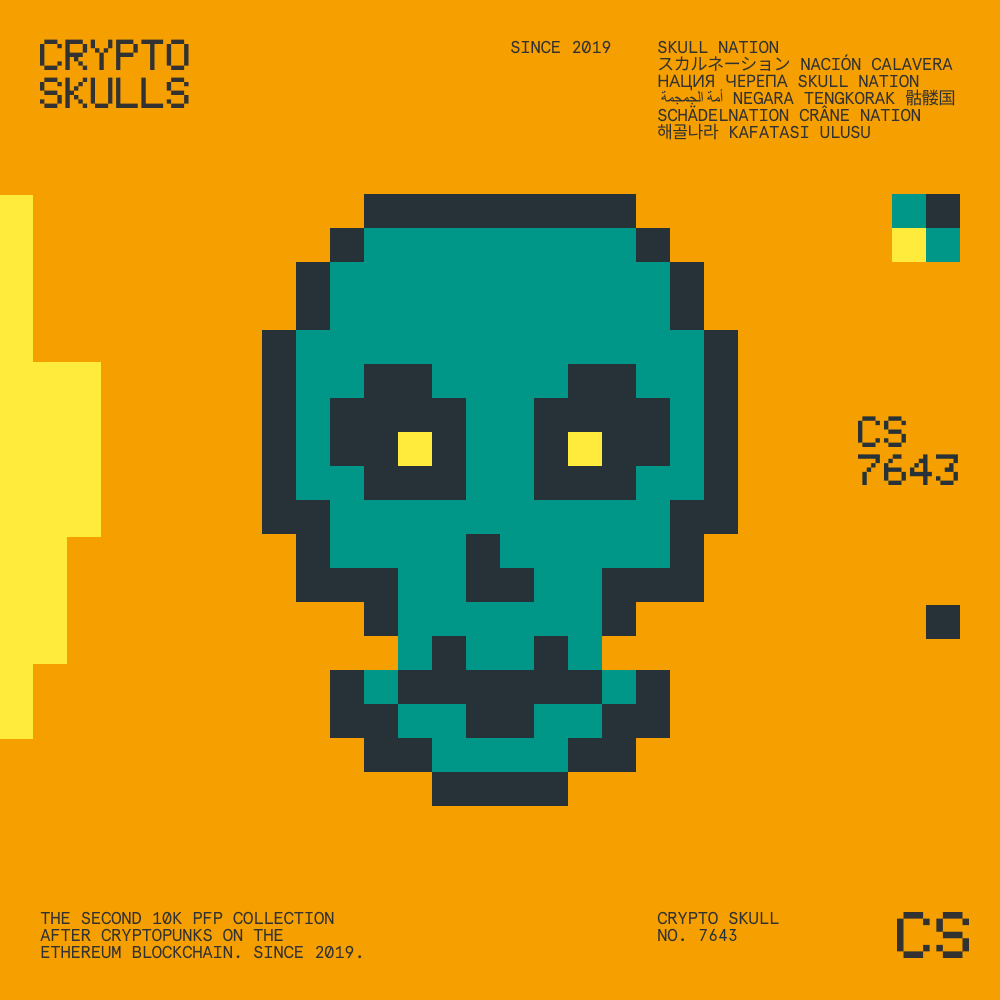 CRYPTO
SKULLS
SINCE 2019
SKULL NATION
スカルネーション NACIÓN CALAVERA
НАЦИЯ ЧЕРЕПА SKULL NATION
أمة الجمجمة NEGARA TENGKORAK 骷髅国
SCHÄDELNATION CRÂNE NATION
해골나라 KAFATASI ULUSU
CS
7643
THE SECOND 10K PFP COLLECTION
AFTER CRYPTOPUNKS ON THE
ETHEREUM BLOCKCHAIN. SINCE 2019.
CRYPTO SKULL
NO. 7643
CS